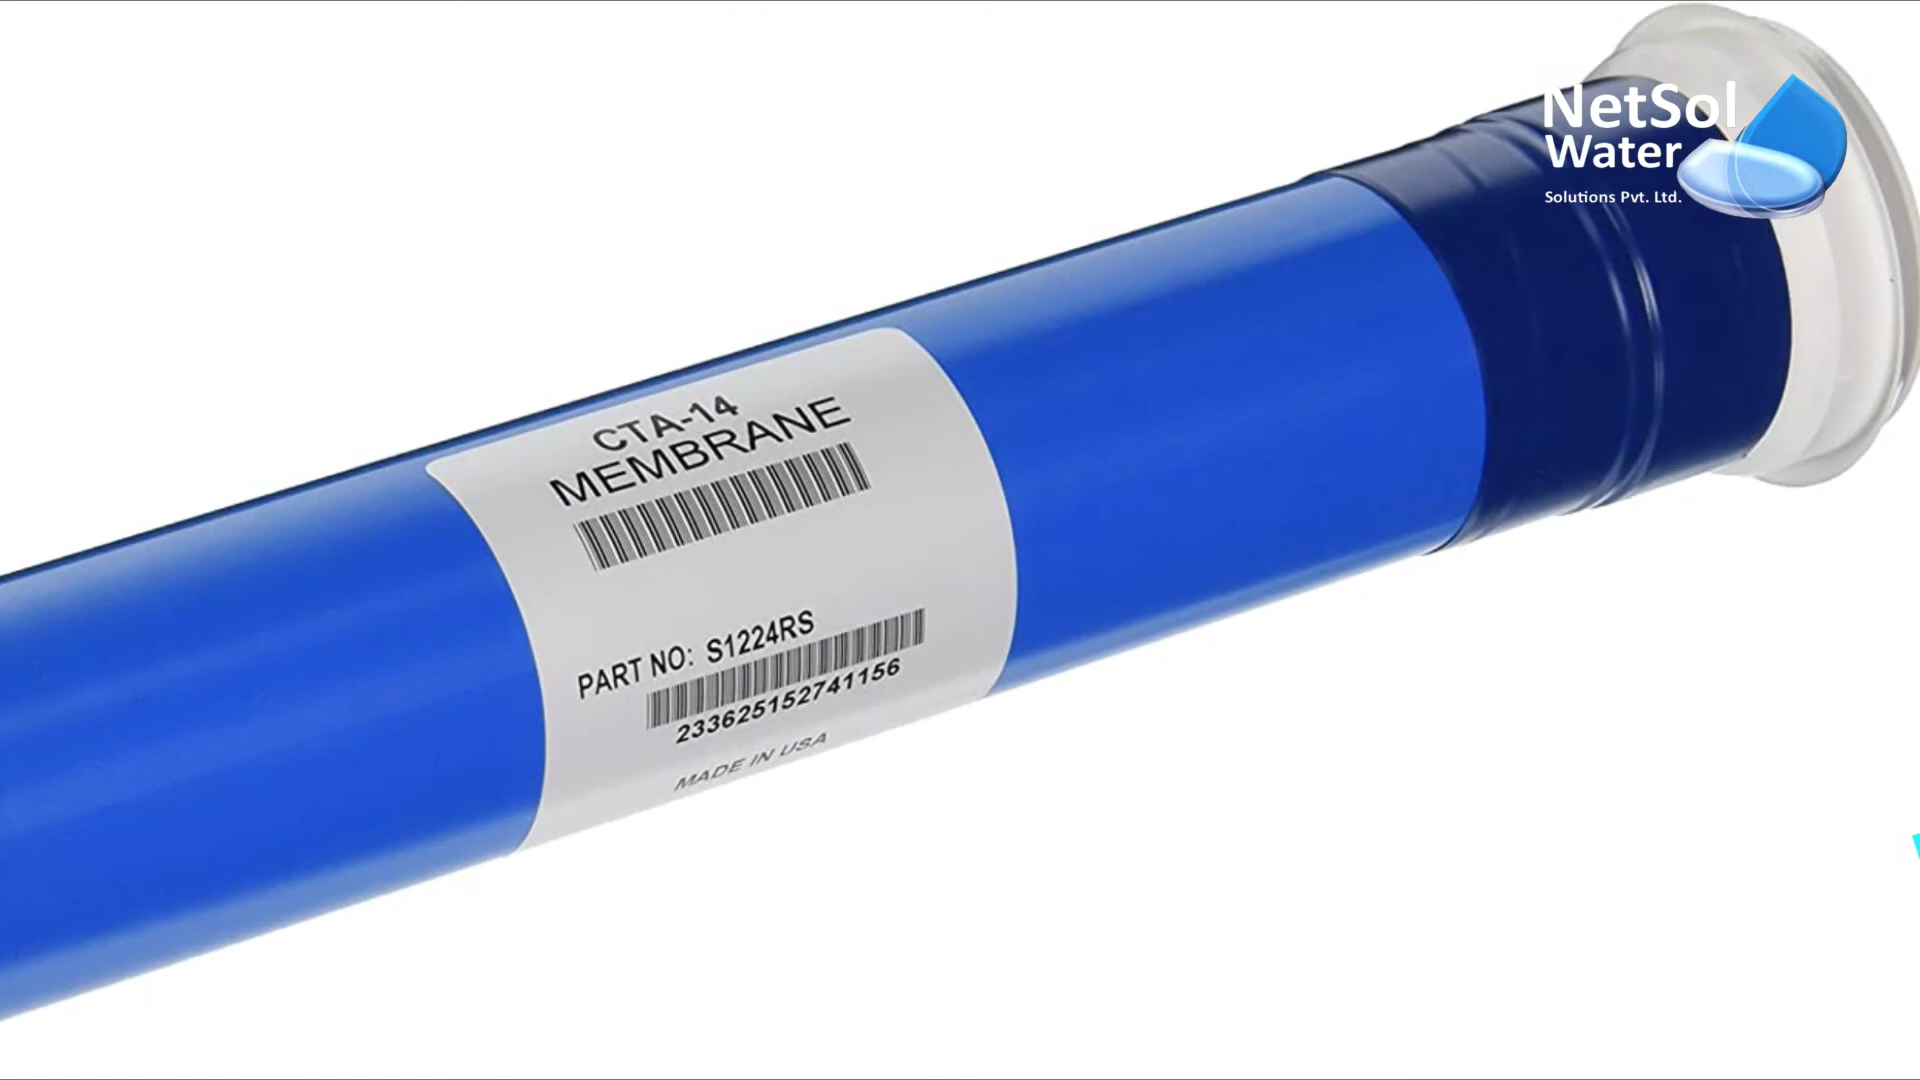 NetSol
Water
Solutions Pvt. Ltd.
CTA-14
MEMBRANE
PART NO: S1224RS
233625152741156
MADE IN USA